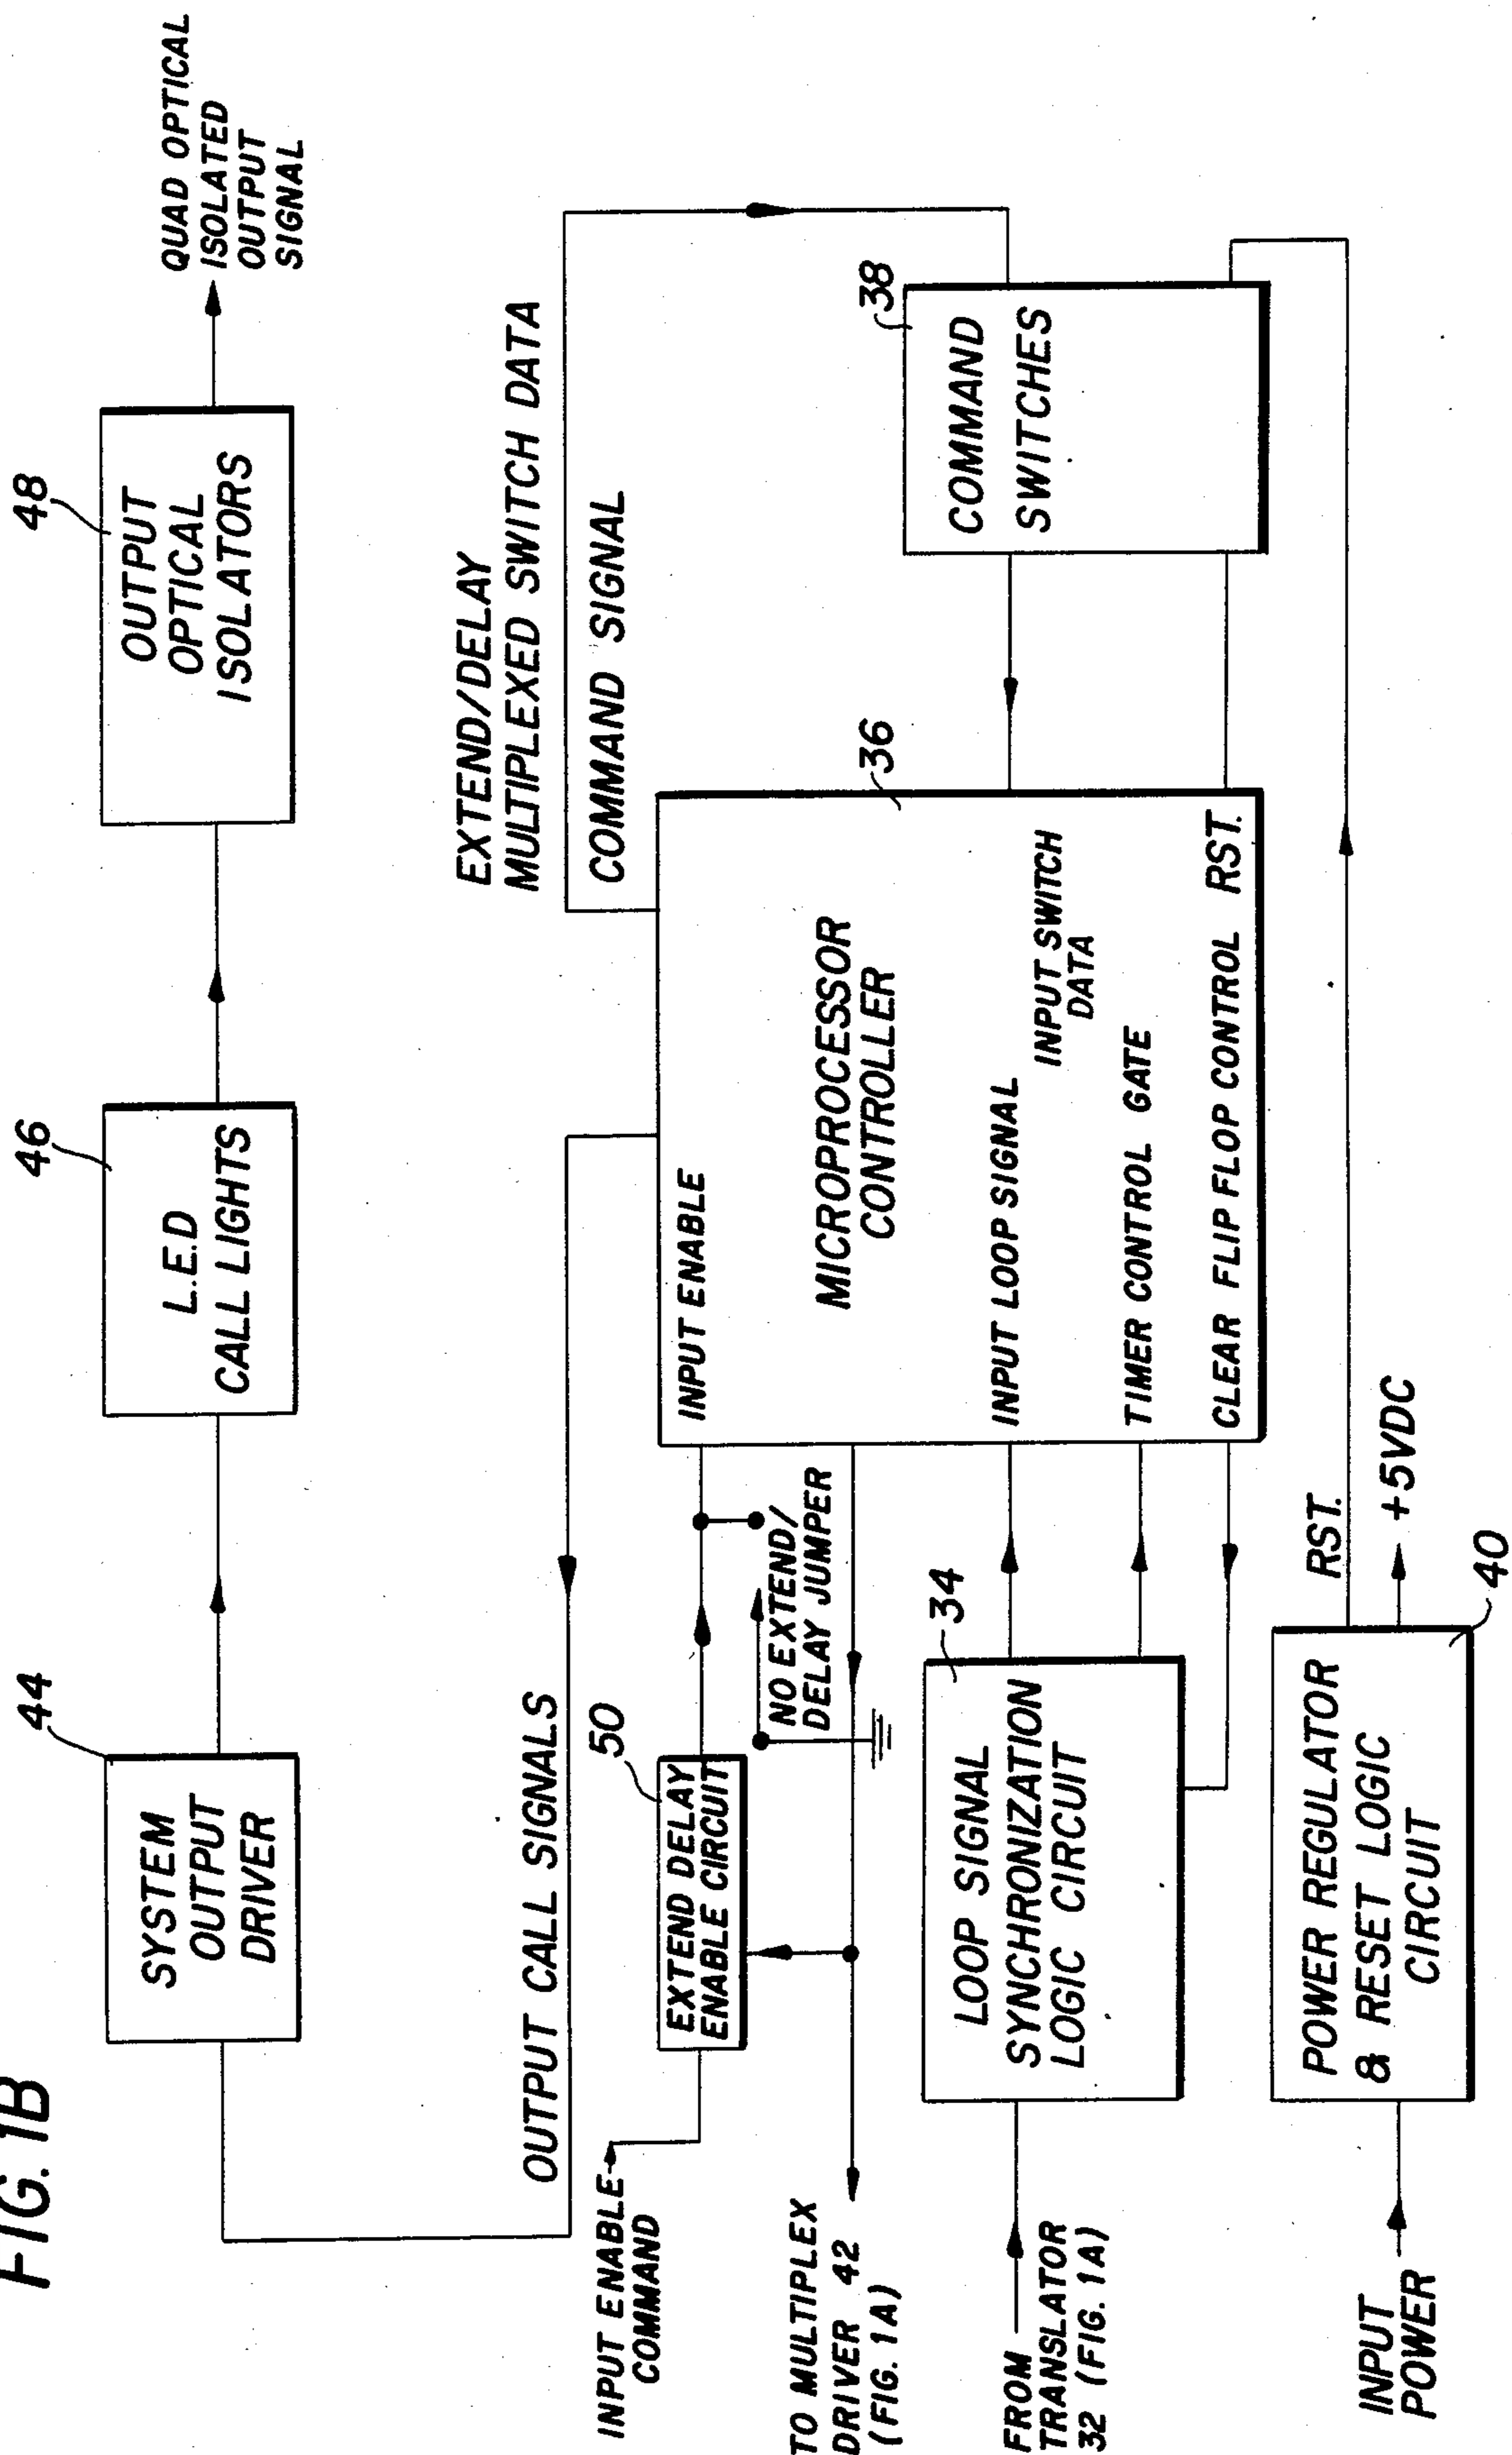 FIG. 1B
44
SYSTEM
OUTPUT
DRIVER
46
L.E.D
CALL LIGHTS
48
OUTPUT
OPTICAL
ISOLATORS
QUAD OPTICAL
ISOLATED
OUTPUT
SIGNAL
OUTPUT CALL SIGNALS
EXTEND/DELAY
MULTIPLEXED SWITCH DATA
COMMAND SIGNAL
INPUT ENABLE
COMMAND
50
EXTEND DELAY
ENABLE CIRCUIT
NO EXTEND/
DELAY JUMPER
TO MULTIPLEX
DRIVER 42
(FIG. 1A)
36
INPUT ENABLE
MICROPROCESSOR
CONTROLLER
INPUT LOOP SIGNAL
INPUT SWITCH
DATA
TIMER CONTROL GATE
CLEAR FLIP FLOP CONTROL RST.
38
COMMAND
SWITCHES
34
LOOP SIGNAL
SYNCHRONIZATION
LOGIC CIRCUIT
FROM
TRANSLATOR
32 (FIG. 1A)
RST.
+5VDC
40
POWER REGULATOR
& RESET LOGIC
CIRCUIT
INPUT
POWER